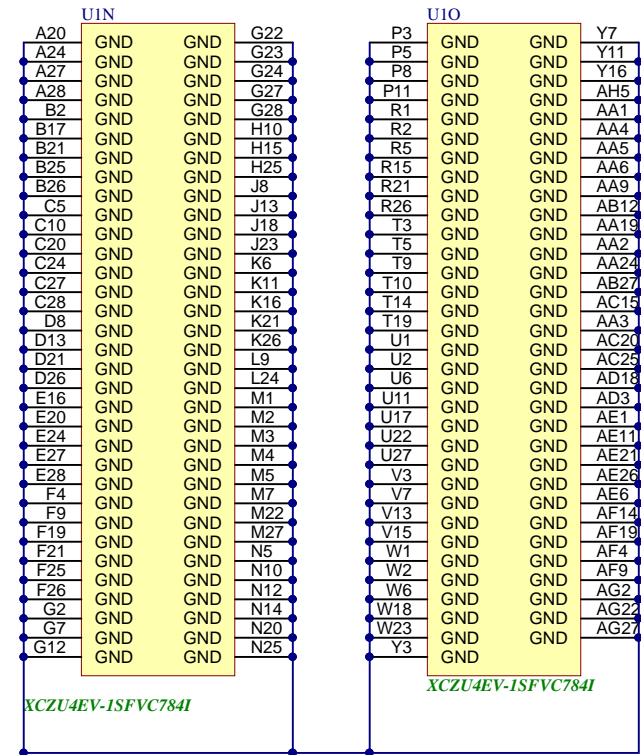 U1N
A20 GND GND G22
A24 GND GND G23
A27 GND GND G24
A28 GND GND G27
B2 GND GND G28
B17 GND GND H10
B21 GND GND H15
B25 GND GND H25
B26 GND GND J8
C5 GND GND J13
C10 GND GND J18
C20 GND GND J23
C24 GND GND K6
C27 GND GND K11
C28 GND GND K16
D8 GND GND K21
D13 GND GND K26
D21 GND GND L9
D26 GND GND L24
E16 GND GND M1
E20 GND GND M2
E24 GND GND M3
E27 GND GND M4
E28 GND GND M5
F4 GND GND M7
F9 GND GND M22
F19 GND GND M27
F21 GND GND N5
F25 GND GND N10
F26 GND GND N12
G2 GND GND N14
G7 GND GND N20
G12 GND GND N25
XCZU4EV-1SFVC784I
U1O
P3 GND GND Y7
P5 GND GND Y11
P8 GND GND Y16
P11 GND GND AH5
R1 GND GND AA1
R2 GND GND AA4
R5 GND GND AA5
R15 GND GND AA6
R21 GND GND AA9
R26 GND GND AB12
T3 GND GND AA19
T5 GND GND AA2
T9 GND GND AA24
T10 GND GND AB27
T14 GND GND AC15
T19 GND GND AA3
U1 GND GND AC20
U2 GND GND AC25
U6 GND GND AD18
U11 GND GND AD3
U17 GND GND AE1
U22 GND GND AE11
U27 GND GND AE21
V3 GND GND AE26
V7 GND GND AE6
V13 GND GND AF14
V15 GND GND AF19
W1 GND GND AF4
W2 GND GND AF9
W6 GND GND AG2
W18 GND GND AG22
W23 GND GND AG27
Y3 GND
XCZU4EV-1SFVC784I